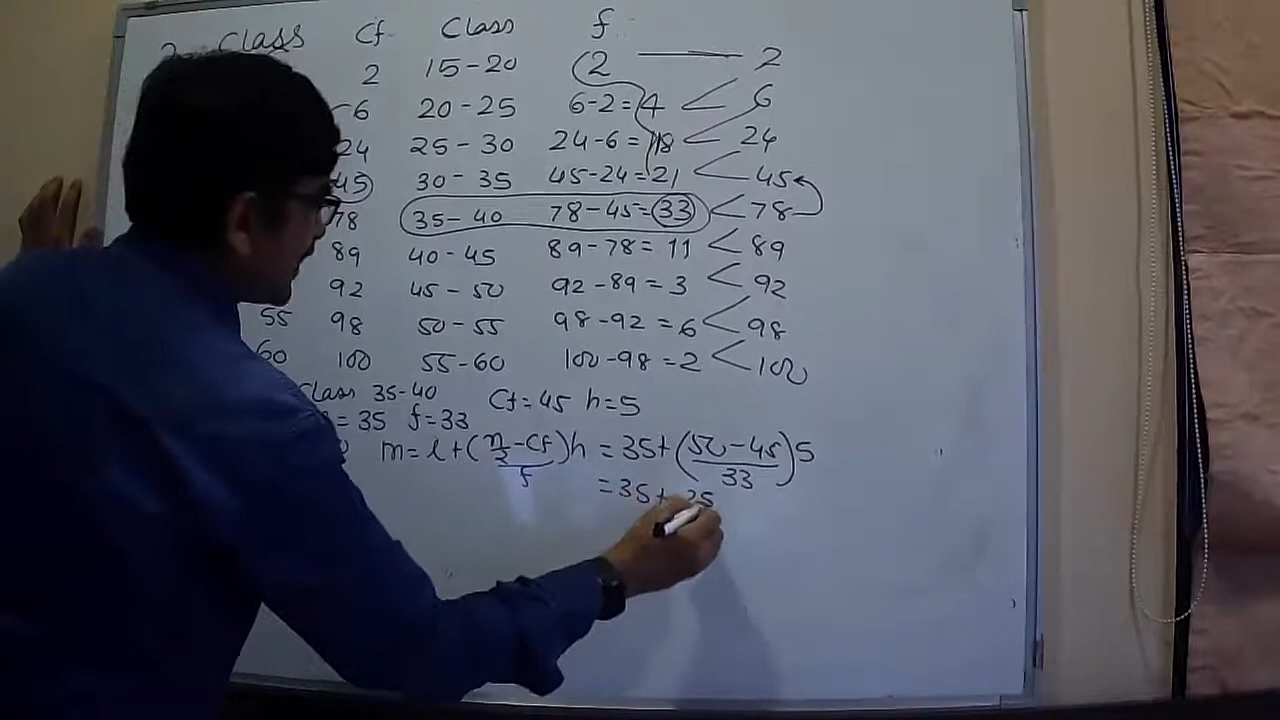 Class Cf Class f
2 15-20 2 2
6 20-25 6-2=4 6
24 25-30 24-6=18 24
45 30-35 45-24=21 45
78 35-40 78-45=33 78
89 40-45 89-78=11 89
92 45-50 92-89=3 92
55 98 50-55 98-92=6 98
60 100 55-60 100-98=2 100
Class 35-40 Cf=45 h=5
=35 f=33
m=l+(n/2-Cf/f)h =35+(50-45/33)5
=35+25